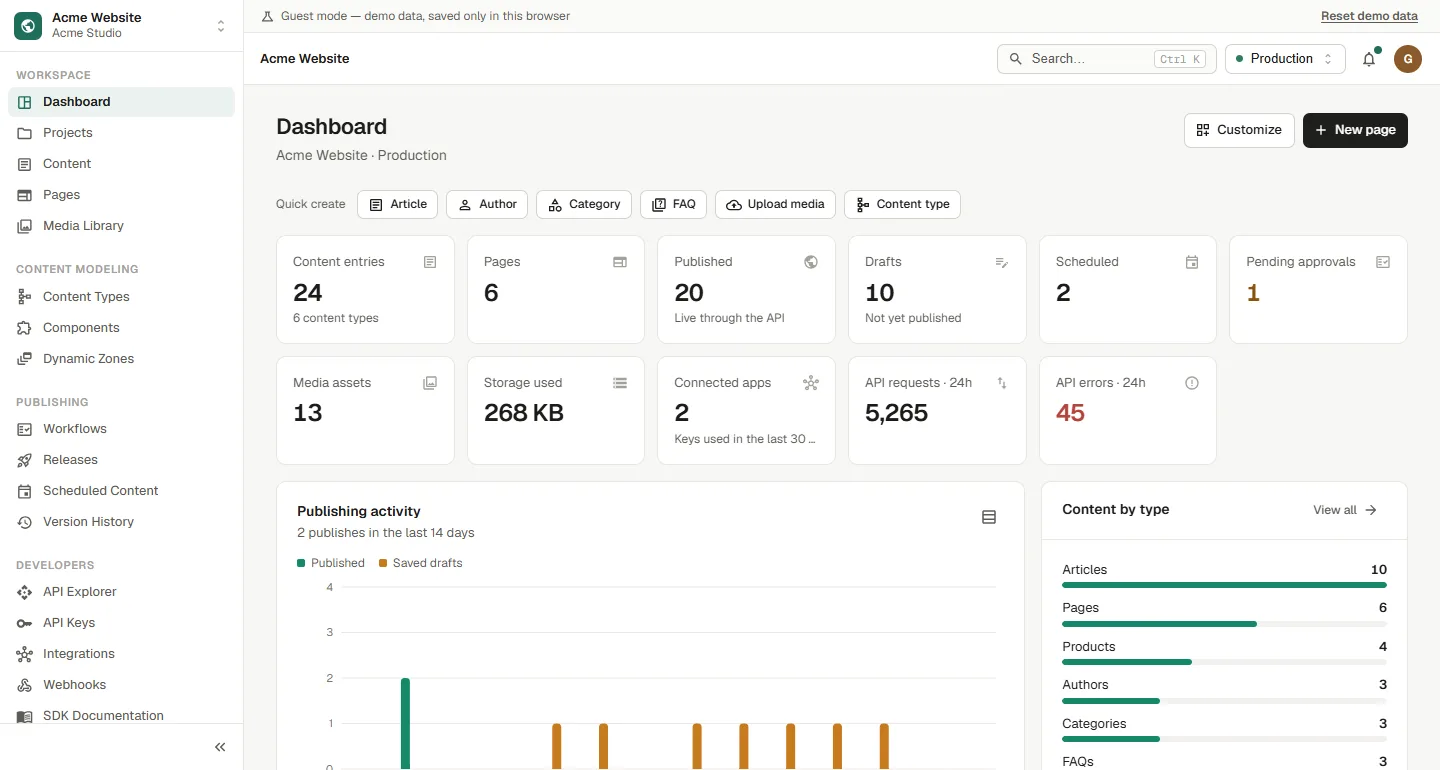 Acme Website
Acme Studio
WORKSPACE
Dashboard
Projects
Content
Pages
Media Library
CONTENT MODELING
Content Types
Components
Dynamic Zones
PUBLISHING
Workflows
Releases
Scheduled Content
Version History
DEVELOPERS
API Explorer
API Keys
Integrations
Webhooks
SDK Documentation
Guest mode — demo data, saved only in this browser
Reset demo data
Acme Website
Search...
Ctrl K
Production
G
Dashboard
Acme Website · Production
Customize
New page
Quick create
Article
Author
Category
FAQ
Upload media
Content type
Content entries
24
6 content types
Pages
6
Published
20
Live through the API
Drafts
10
Not yet published
Scheduled
2
Pending approvals
1
Media assets
13
Storage used
268 KB
Connected apps
2
Keys used in the last 30 ...
API requests · 24h
5,265
API errors · 24h
45
Publishing activity
2 publishes in the last 14 days
Published
Saved drafts
4
3
2
1
0
Content by type
View all
Articles 10
Pages 6
Products 4
Authors 3
Categories 3
FAQs 3